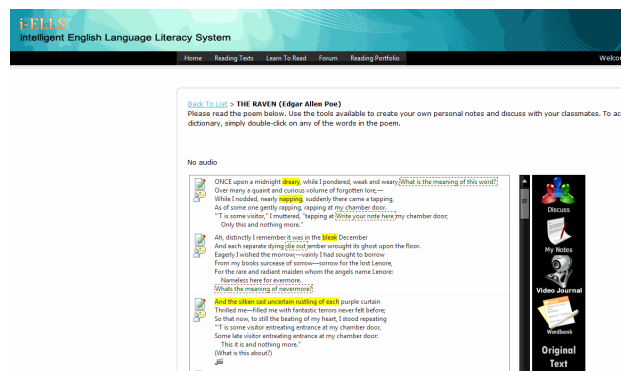 i-ELLS
intelligent English Language Literacy System
Home Reading Texts Learn To Read Forum Reading Portfolio Welco
Back To List > THE RAVEN (Edgar Allen Poe)
Please read the poem below. Use the tools available to create your own personal notes and discuss with your classmates. To ac
dictionary, simply double-click on any of the words in the poem.
No audio
ONCE upon a midnight dreary, while I pondered, weak and weary, What is the meaning of this word?
Over many a quaint and curious volume of forgotten lore,—
While I nodded, nearly napping, suddenly there came a tapping,
As of some one gently rapping, rapping at my chamber door.
"'T is some visitor," I muttered, "tapping at Write your note here my chamber door;
Only this and nothing more."
Ah, distinctly I remember it was in the bleak December
And each separate dying die out ember wrought its ghost upon the floor.
Eagerly I wished the morrow;—vainly I had sought to borrow
From my books surcease of sorrow—sorrow for the lost Lenore,
For the rare and radiant maiden whom the angels name Lenore:
Nameless here for evermore.
Whats the meaning of nevermore?
And the silken sad uncertain rustling of each purple curtain
Thrilled me—filled me with fantastic terrors never felt before;
So that now, to still the beating of my heart, I stood repeating
"'T is some visitor entreating entrance at my chamber door,
Some late visitor entreating entrance at my chamber door:
This it is and nothing more."
(What is this about?)
Discuss
My Notes
Video Journal
Wordbank
Original
Text